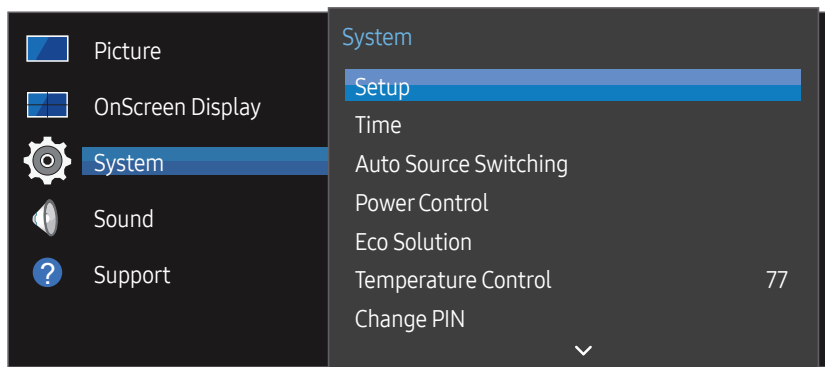 Picture
OnScreen Display
System
Sound
Support
System
Setup
Time
Auto Source Switching
Power Control
Eco Solution
Temperature Control 77
Change PIN